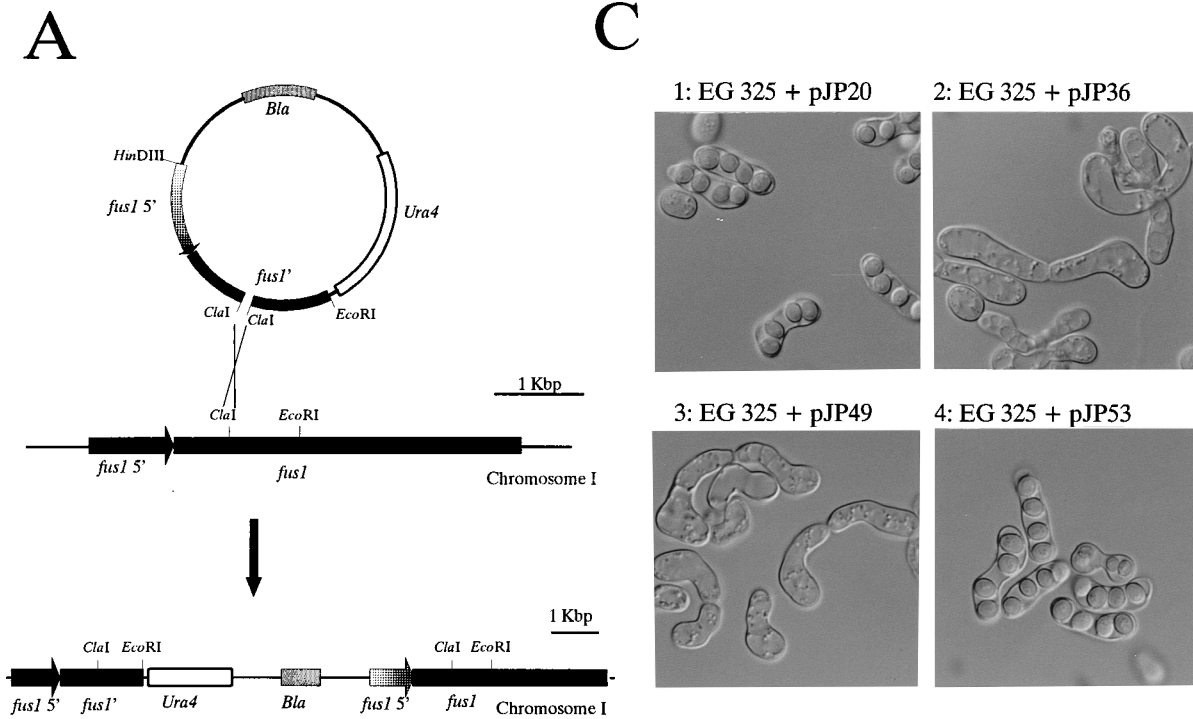 A
Bla
HinDIII
fus1 5’
Ura4
fus1’
ClaI
ClaI
EcoRI
1 Kbp
ClaI
EcoRI
fus1 5’
fus1
Chromosome I
1 Kbp
ClaI
EcoRI
ClaI
EcoRI
fus1 5’
fus1’
Ura4
Bla
fus1 5’
fus1
Chromosome I
C
1: EG 325 + pJP20
2: EG 325 + pJP36
3: EG 325 + pJP49
4: EG 325 + pJP53